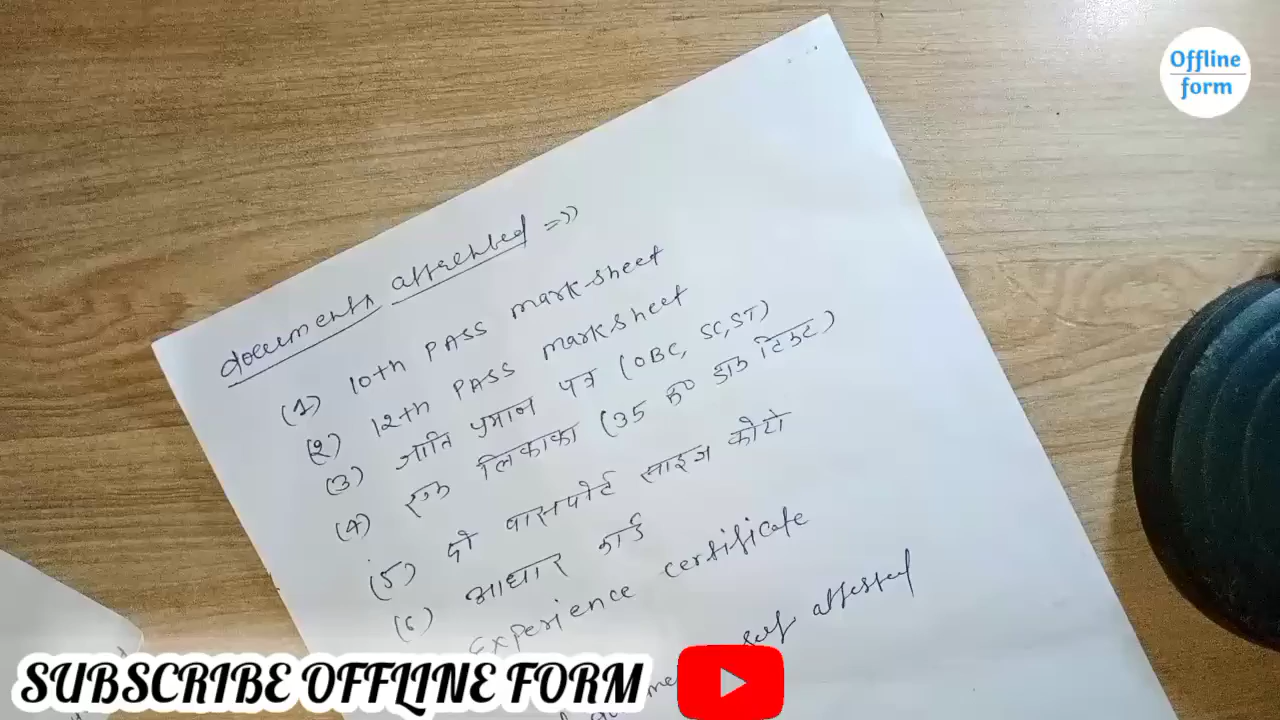 Offline
form
documents attached =>>
(1) 10th PASS mark-sheet
(2) 12th PASS marksheet
(3) जाति प्रमान पत्र (OBC, SC, ST)
(4) एक लिफाफा (35 का डाक टिकट)
(5) दो पासपोर्ट साइज फोटो
(6) आधार कार्ड
Experience certificate
self attested
SUBSCRIBE OFFLINE FORM